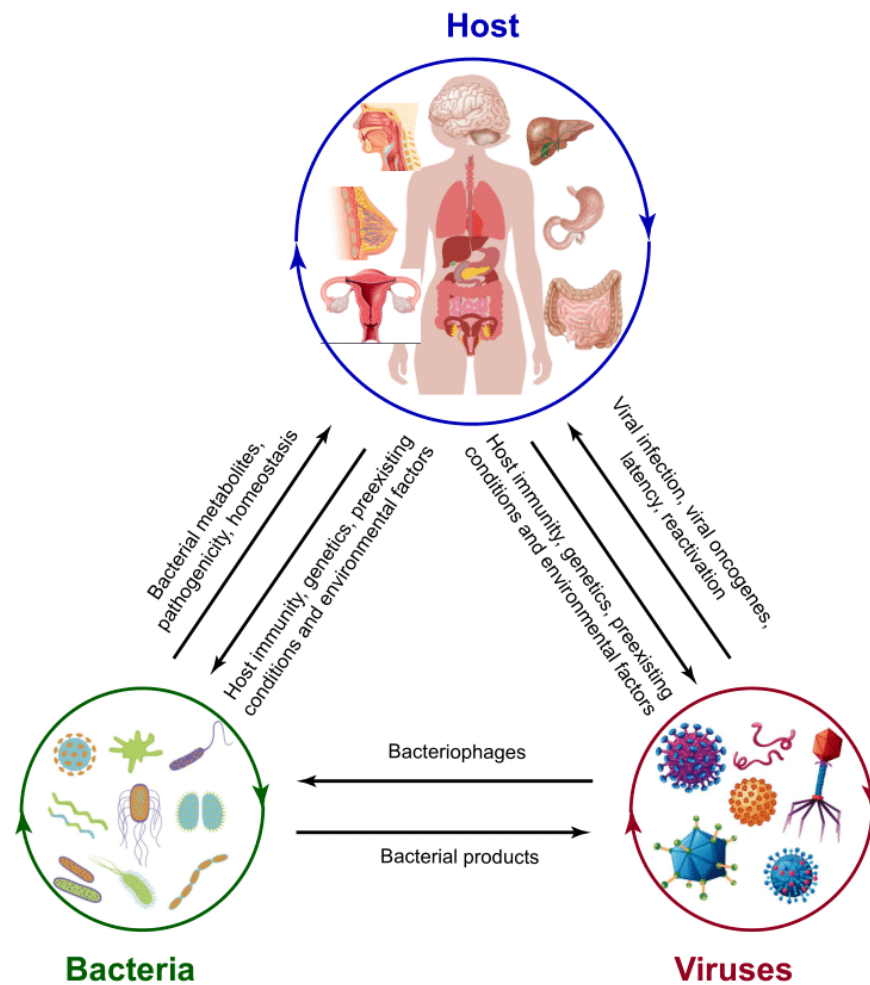 Host
Bacterial metabolites,
pathogenicity, homeostasis
Host immunity, genetics, preexisting
conditions and environmental factors
Host immunity, genetics, preexisting
conditions and environmental factors
Viral infection, viral oncogenes,
latency, reactivation
Bacteriophages
Bacterial products
Bacteria
Viruses